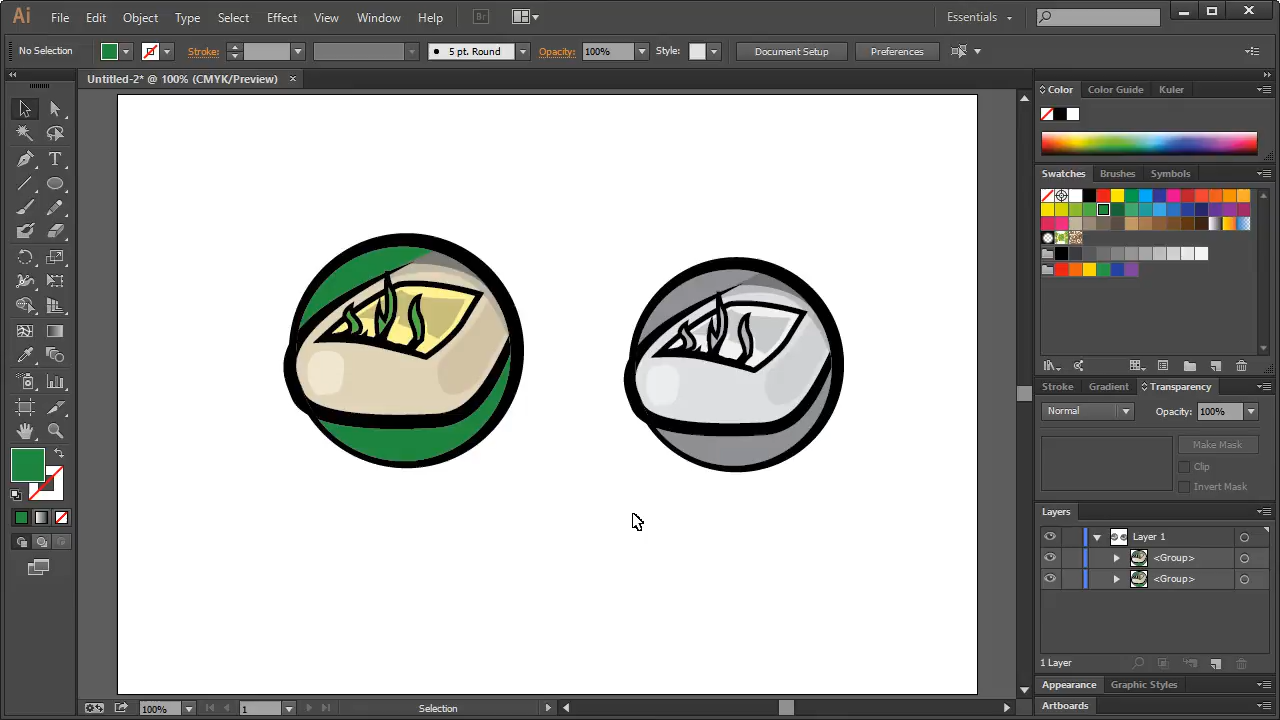 Ai File Edit Object Type Select Effect View Window Help Br Essentials
No Selection Stroke: 5 pt. Round Opacity: 100% Style: Document Setup Preferences
Untitled-2* @ 100% (CMYK/Preview)
Color Color Guide Kuler
Swatches Brushes Symbols
Stroke Gradient Transparency
Normal Opacity: 100%
Make Mask
Clip
Invert Mask
Layers
Layer 1
<Group>
<Group>
1 Layer
Appearance Graphic Styles
Artboards
100% 1 Selection